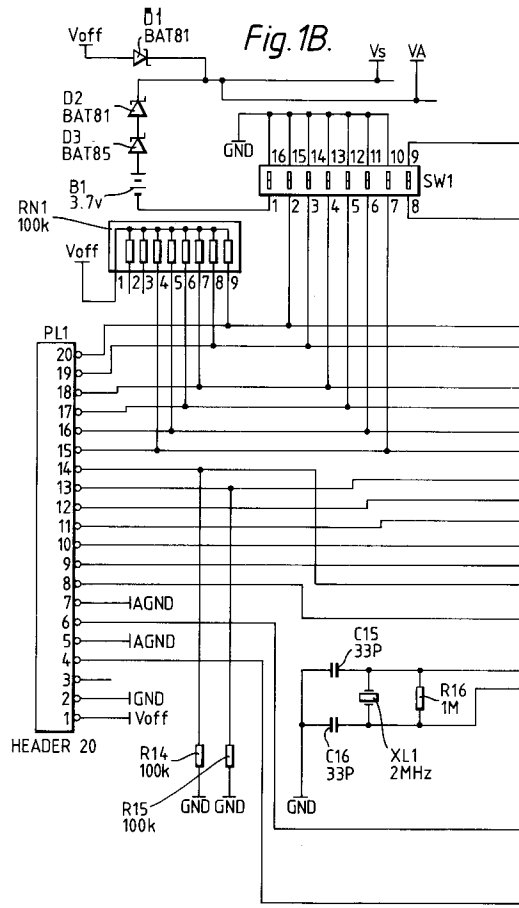 Fig.1B.
D1
BAT81
Voff
Vs
VA
D2
BAT81
D3
BAT85
B1
3.7v
GND
16 15 14 13 12 11 10 9
SW1
1 2 3 4 5 6 7 8
RN1
100k
Voff
1 2 3 4 5 6 7 8 9
PL1
20
19
18
17
16
15
14
13
12
11
10
9
8
7 AGND
6
5 AGND
4
3
2 GND
1 Voff
HEADER 20
C15
33P
R16
1M
C16
33P
XL1
2MHz
GND
R14
100k
R15
100k
GND GND